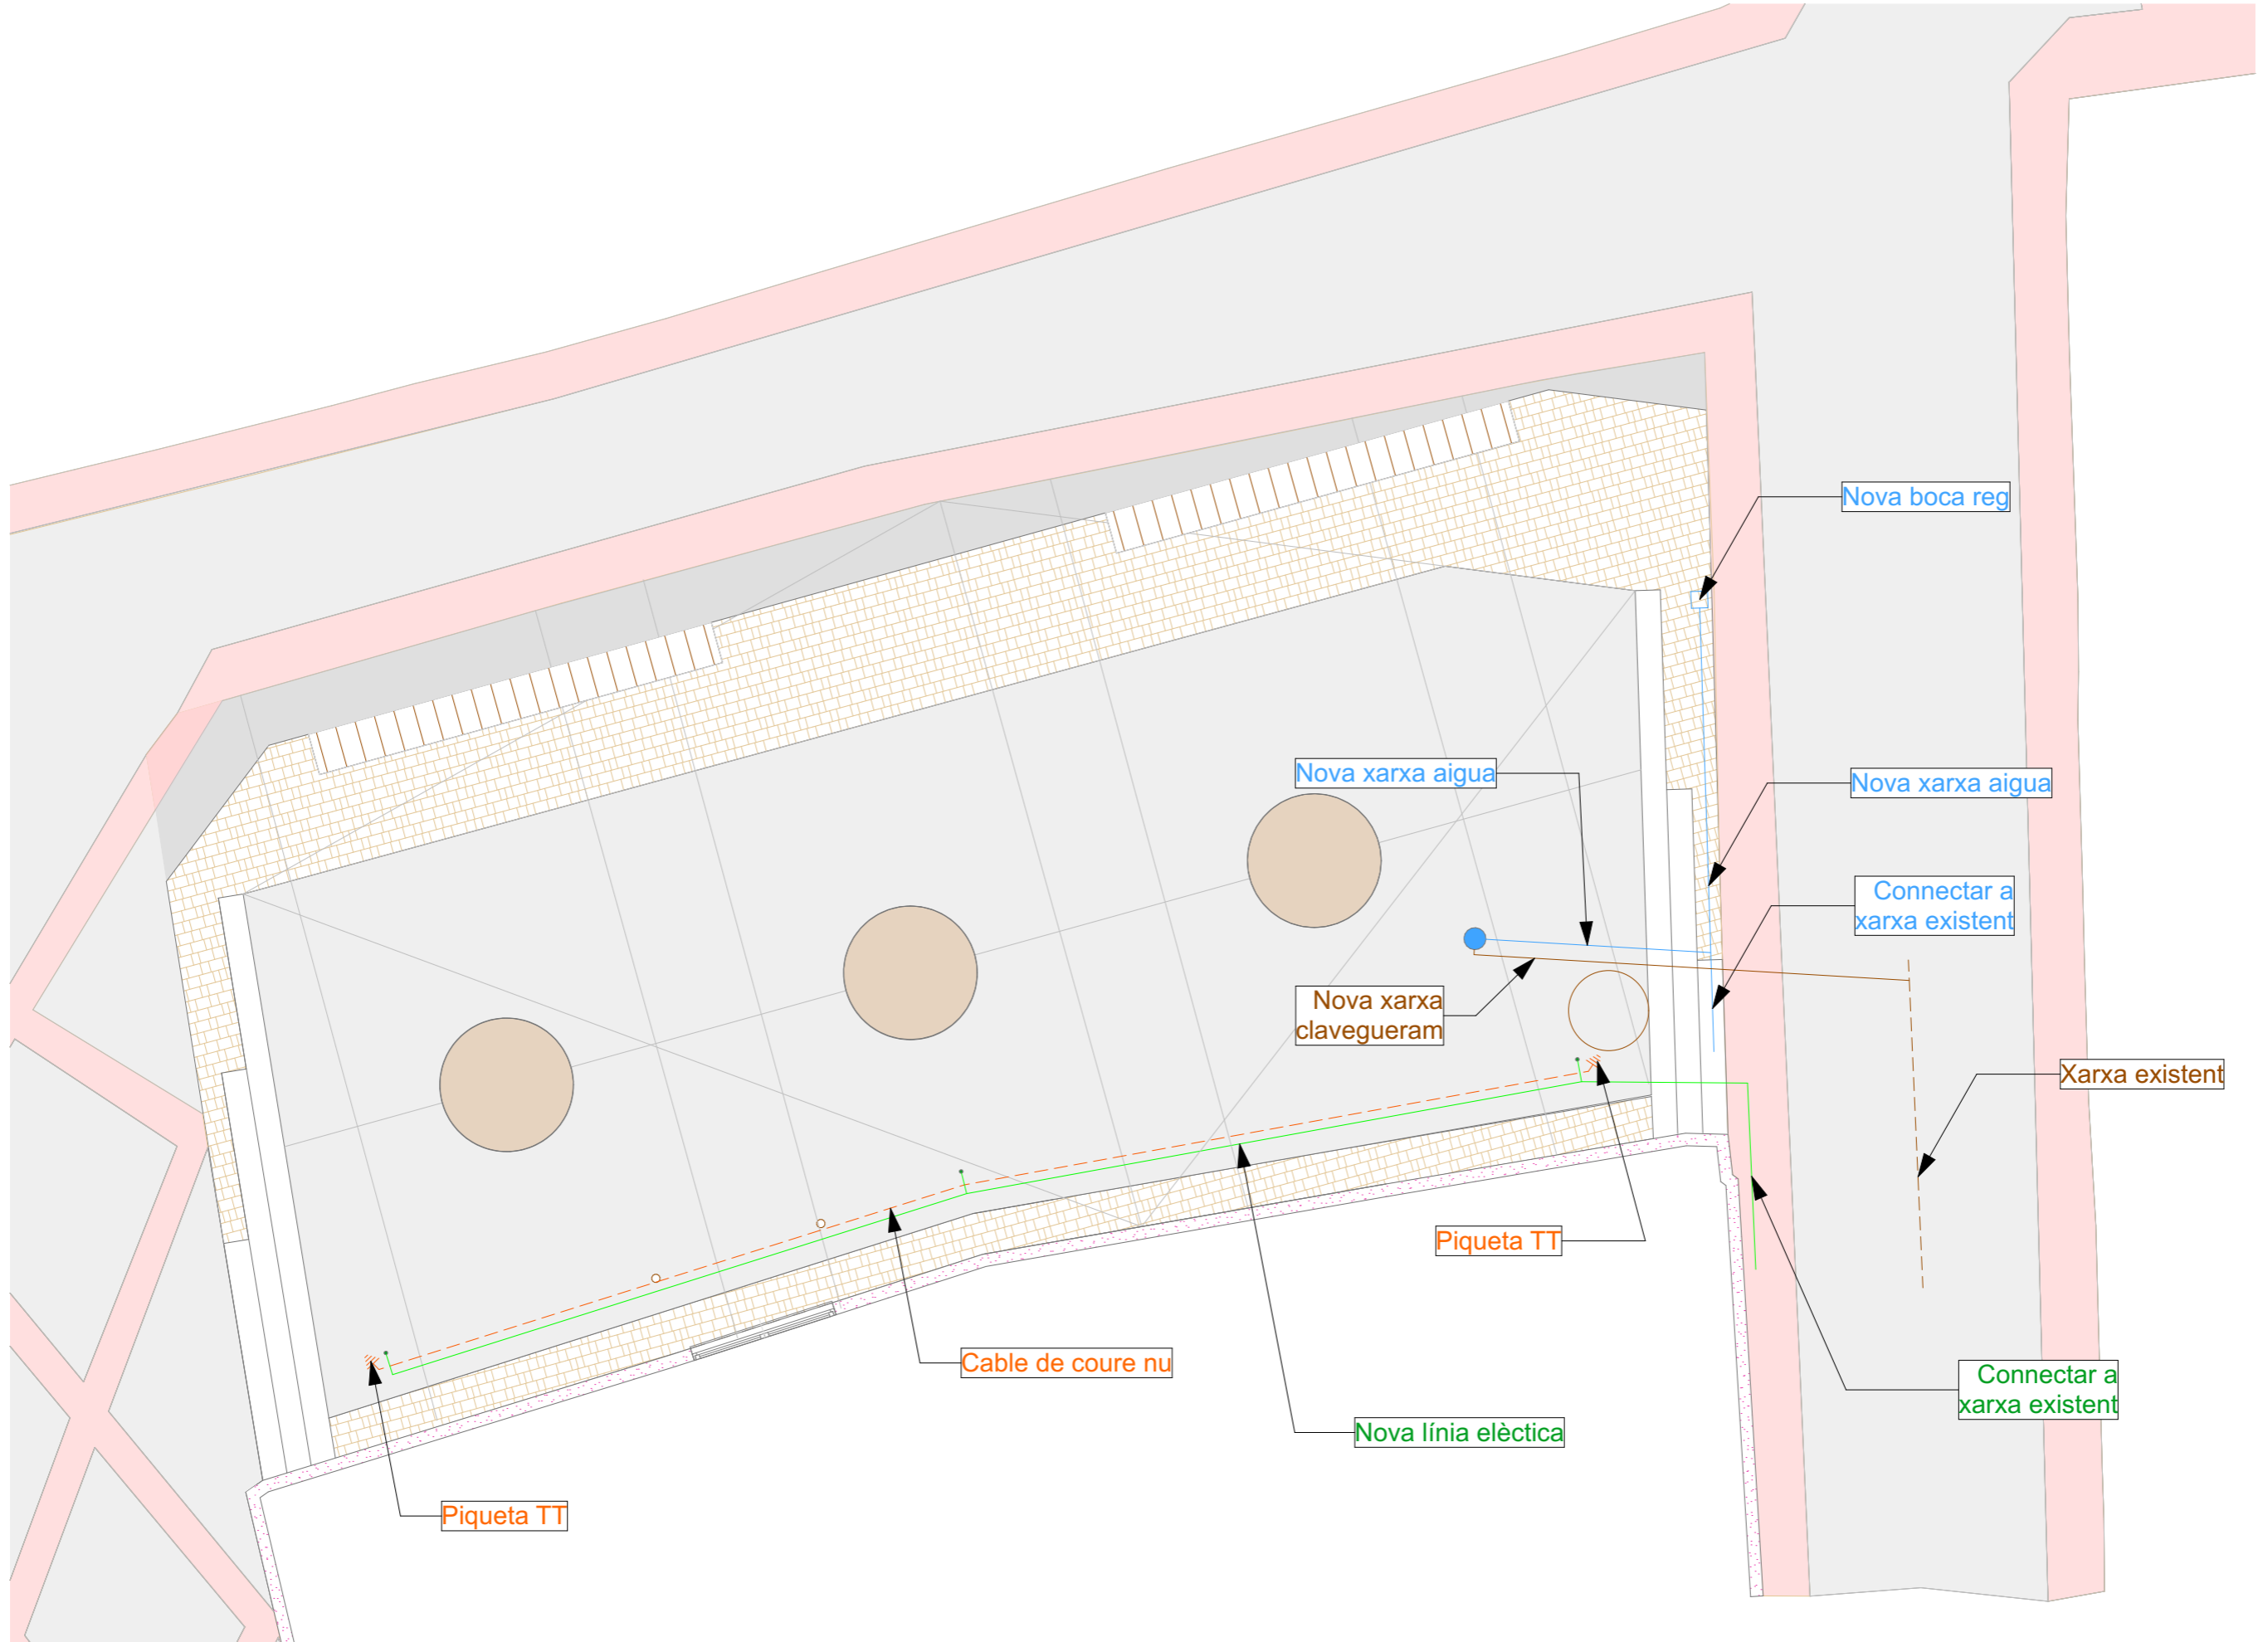 Nova boca reg
Nova xarxa aigua
Nova xarxa aigua
Connectar a
xarxa existent
Nova xarxa
clavegueram
Xarxa existent
Piqueta TT
Cable de coure nu
Connectar a
xarxa existent
Nova línia elèctica
Piqueta TT